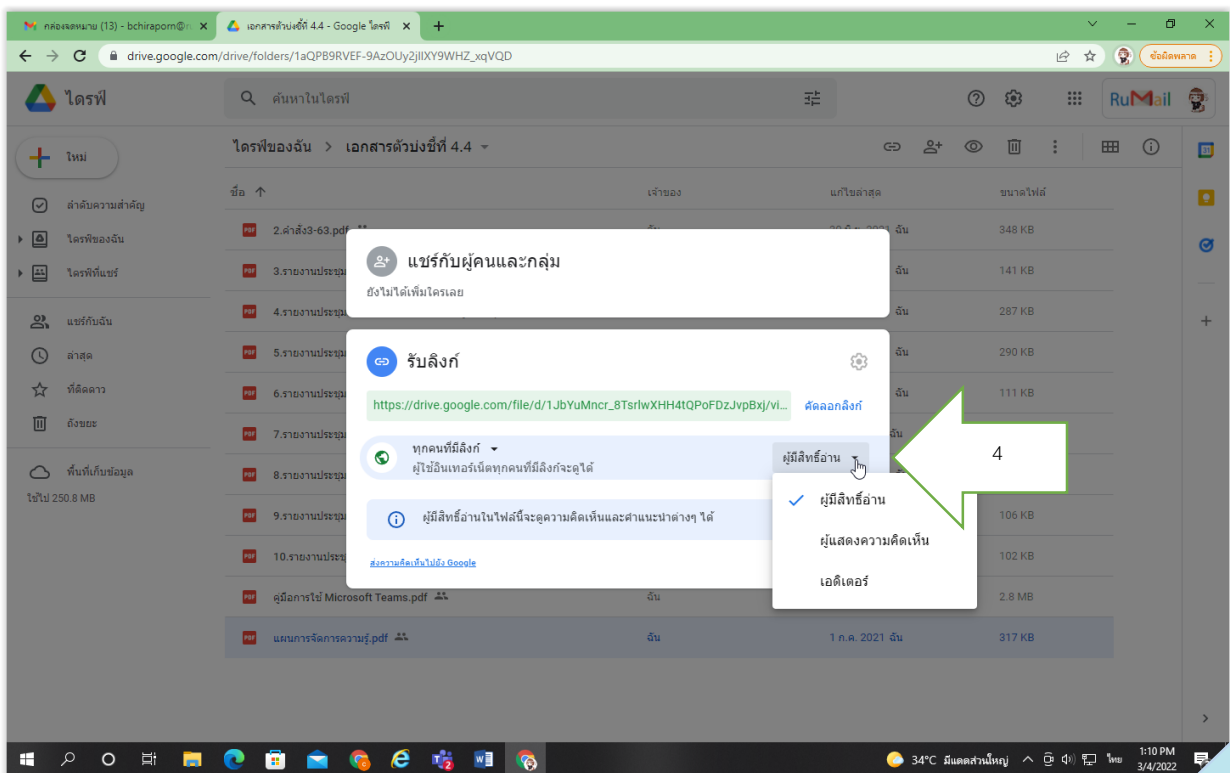 กล่องจดหมาย (13) - bchiraporn@r
เอกสารตัวบ่งชี้ที่ 4.4 - Google ไดรฟ์
drive.google.com/drive/folders/1aQPB9RVEF-9AzOUy2jIIXY9WHZ_xqVQD
ข้อผิดพลาด
ไดรฟ์
ค้นหาในไดรฟ์
RuMail
ใหม่
ไดรฟ์ของฉัน > เอกสารตัวบ่งชี้ที่ 4.4
ชื่อ
เจ้าของ
แก้ไขล่าสุด
ขนาดไฟล์
ลำดับความสำคัญ
ไดรฟ์ของฉัน
ไดรฟ์ที่แชร์
แชร์กับฉัน
ล่าสุด
ที่ติดดาว
ถังขยะ
พื้นที่เก็บข้อมูล
ใช้ไป 250.8 MB
PDF 2.คำสั่ง3-63.pdf
2021 ฉัน 348 KB
PDF 3.รายงานประชุม
ฉัน 141 KB
PDF 4.รายงานประชุม
ฉัน 287 KB
PDF 5.รายงานประชุม
ฉัน 290 KB
PDF 6.รายงานประชุม
ฉัน 111 KB
PDF 7.รายงานประชุม
ฉัน
PDF 8.รายงานประชุม
PDF 9.รายงานประชุม
106 KB
PDF 10.รายงานประชุ
102 KB
PDF คู่มือการใช้ Microsoft Teams.pdf ฉัน 2.8 MB
PDF แผนการจัดการความรู้.pdf ฉัน 1 ก.ค. 2021 ฉัน 317 KB
แชร์กับผู้คนและกลุ่ม
ยังไม่ได้เพิ่มใครเลย
รับลิงก์
https://drive.google.com/file/d/1JbYuMncr_8TsrlwXHH4tQPoFDzJvpBxj/vi...
คัดลอกลิงก์
ทุกคนที่มีลิงก์
ผู้ใช้อินเทอร์เน็ตทุกคนที่มีลิงก์จะดูได้
ผู้มีสิทธิ์อ่าน
ผู้มีสิทธิ์อ่านในไฟล์นี้จะดูความคิดเห็นและคำแนะนำต่างๆ ได้
ส่งความคิดเห็นไปยัง Google
ผู้มีสิทธิ์อ่าน
ผู้แสดงความคิดเห็น
เอดิเตอร์
4
34°C มีแดดส่วนใหญ่
ไทย
1:10 PM
3/4/2022